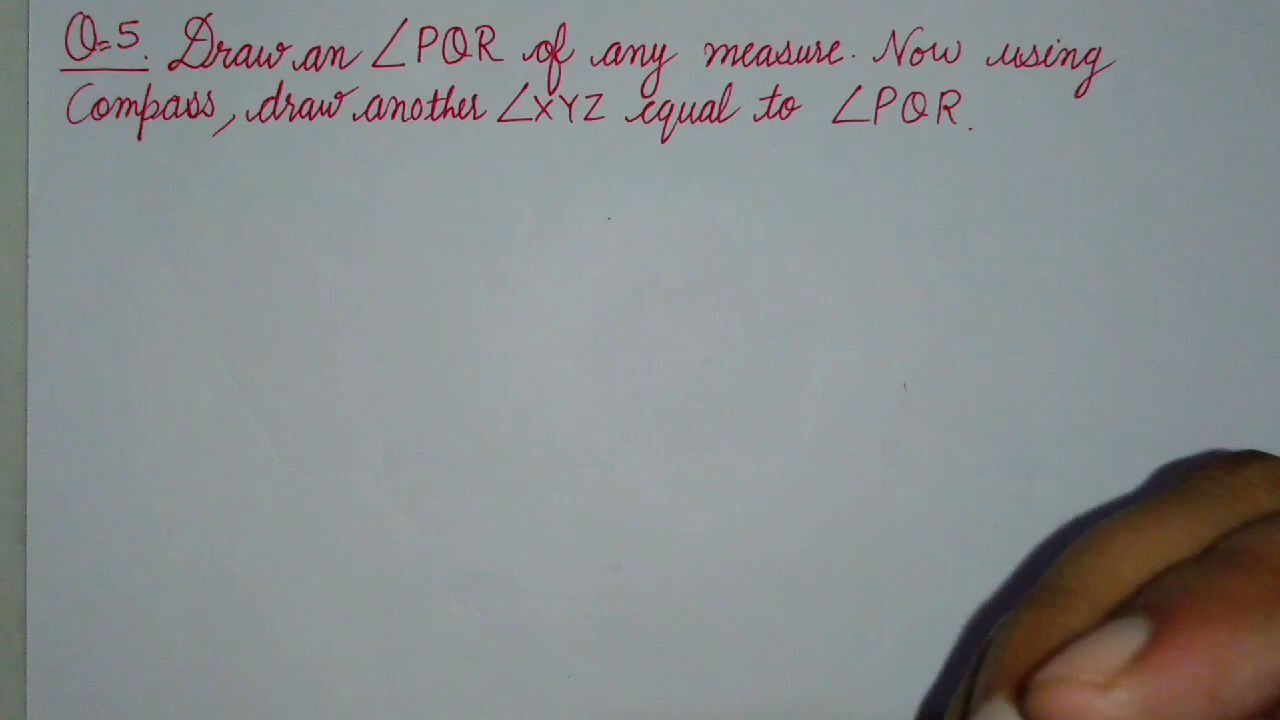 Q=5. Draw an ∠PQR of any measure. Now using
Compass, draw another ∠XYZ equal to ∠PQR.